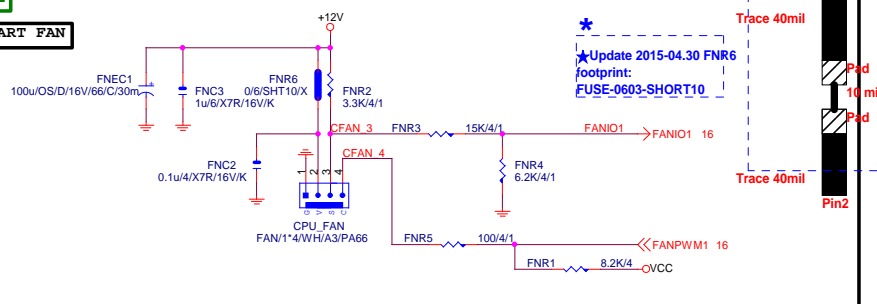 ART FAN
+12V
FNEC1
100u/OS/D/16V/66/C/30m
FNC3
1u/6/X7R/16V/K
FNR6
0/6/SHT10/X
FNR2
3.3K/4/1
★Update 2015-04.30 FNR6
footprint:
FUSE-0603-SHORT10
*
Trace 40mil
Pad
10 mi
Pad
Trace 40mil
Pin2
CFAN_3
FNR3
15K/4/1
FANIO1
FANIO1 16
CFAN_4
FNC2
0.1u/4/X7R/16V/K
FNR4
6.2K/4/1
1 2 3 4
G V S C
CPU_FAN
FAN/1*4/WH/A3/PA66
FNR5
100/4/1
FANPWM1 16
FNR1
8.2K/4
VCC